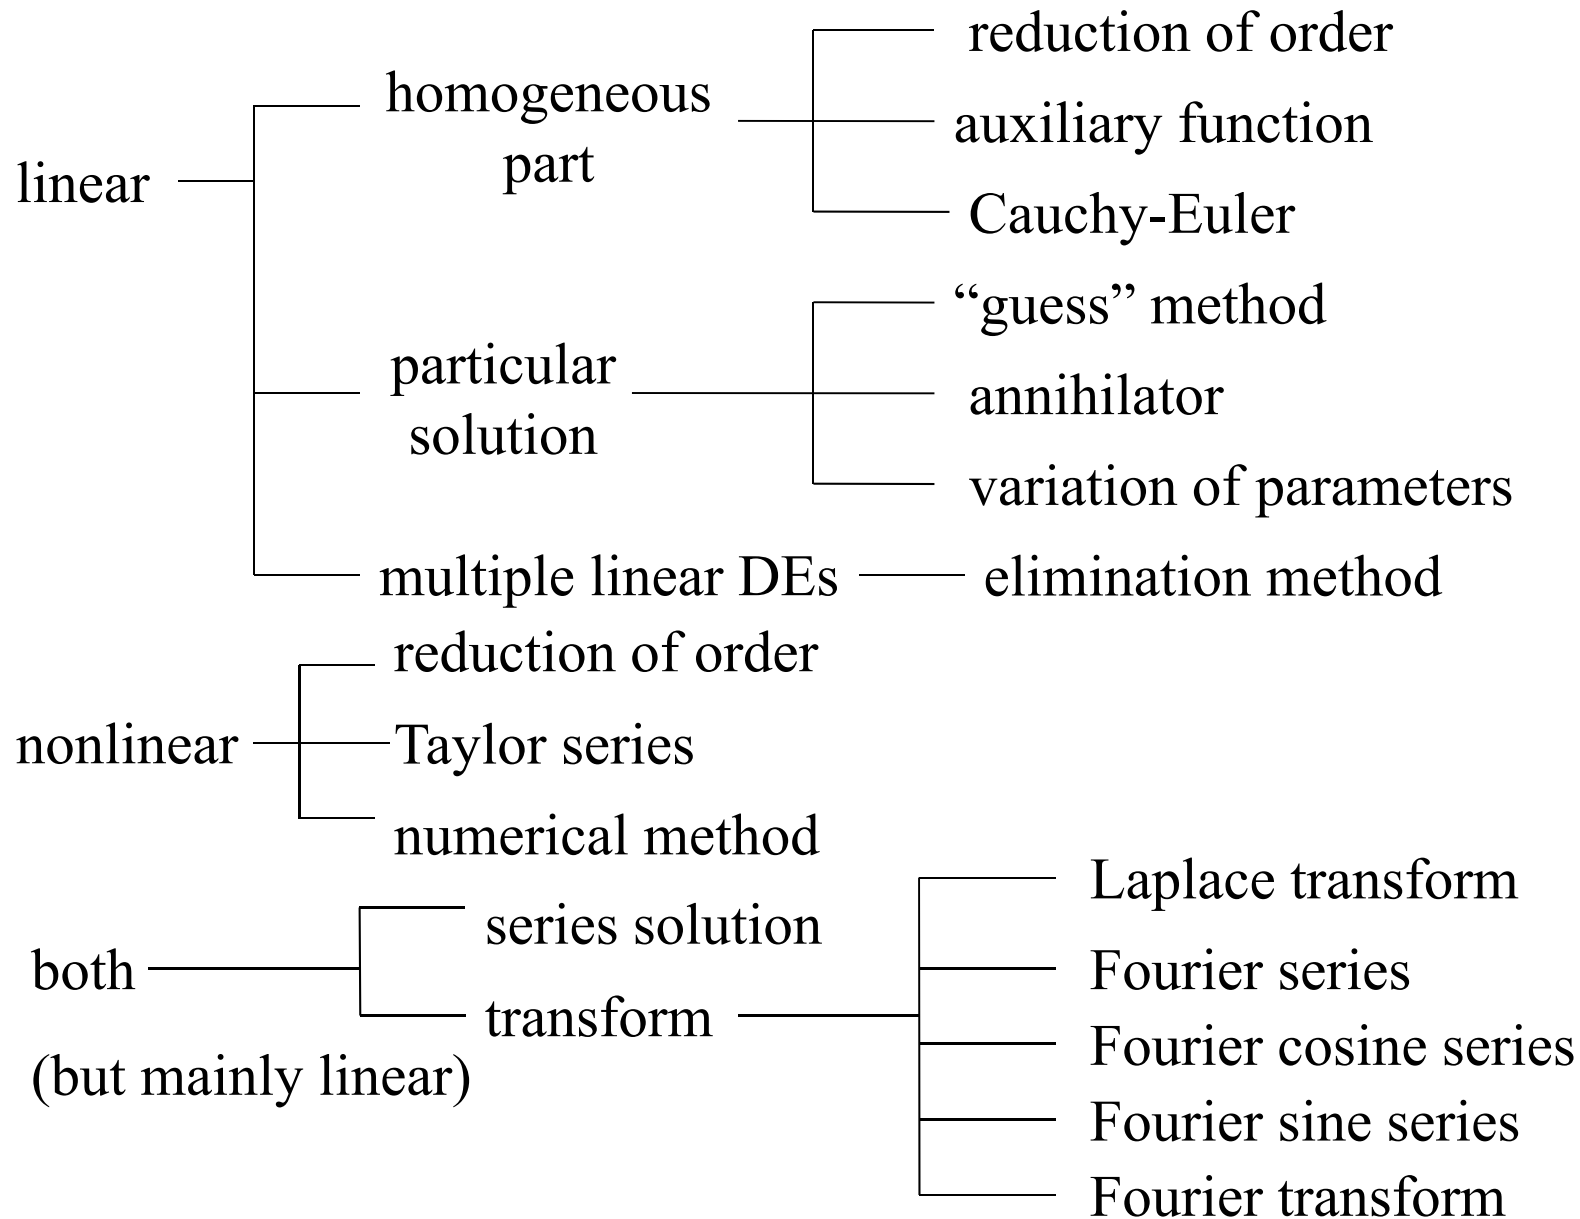 linear
homogeneous
part
reduction of order
auxiliary function
Cauchy-Euler
particular
solution
“guess” method
annihilator
variation of parameters
multiple linear DEs
elimination method
nonlinear
reduction of order
Taylor series
numerical method
both
(but mainly linear)
series solution
transform
Laplace transform
Fourier series
Fourier cosine series
Fourier sine series
Fourier transform